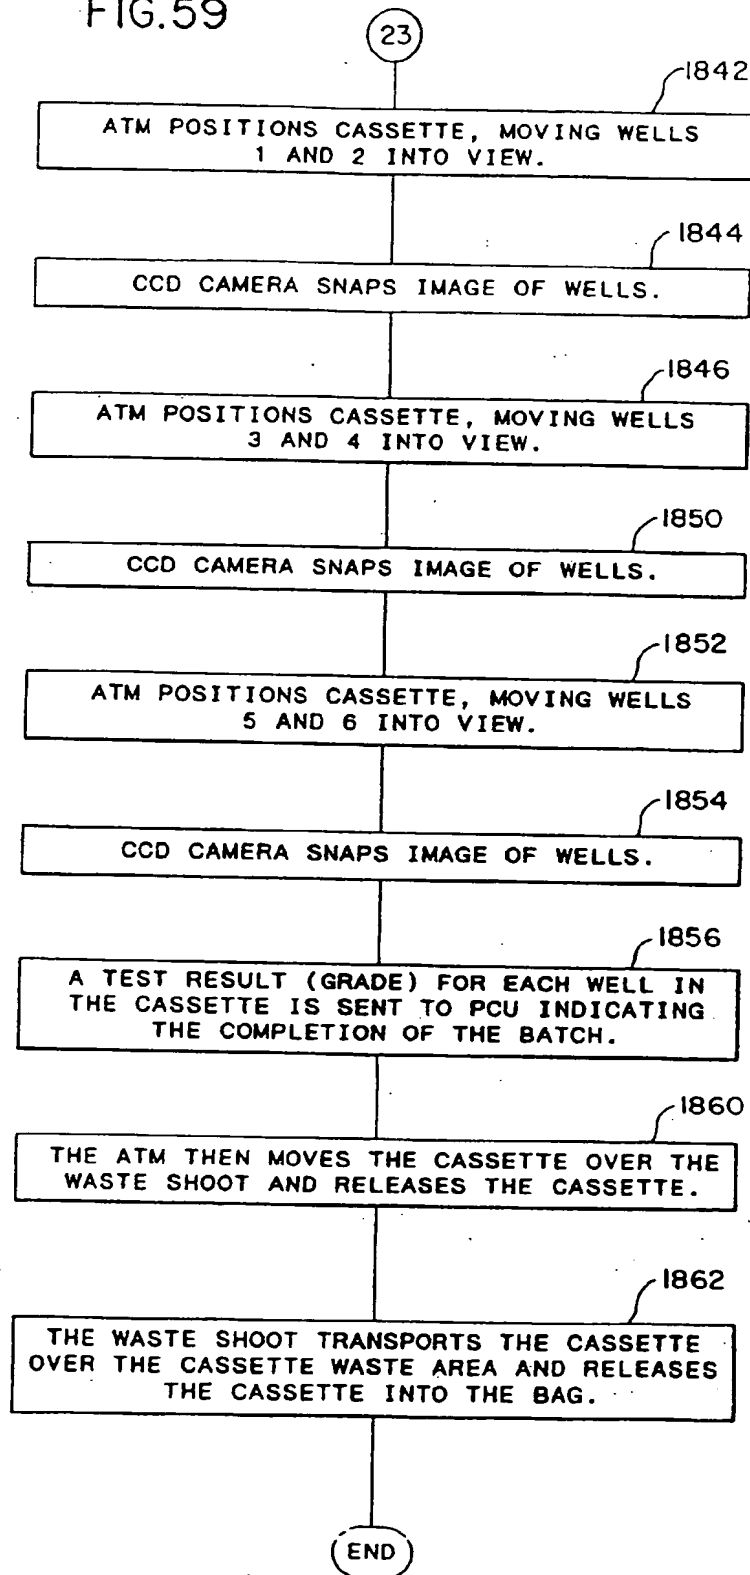 FIG.59
23
1842
ATM POSITIONS CASSETTE, MOVING WELLS
1 AND 2 INTO VIEW.
1844
CCD CAMERA SNAPS IMAGE OF WELLS.
1846
ATM POSITIONS CASSETTE, MOVING WELLS
3 AND 4 INTO VIEW.
1850
CCD CAMERA SNAPS IMAGE OF WELLS.
1852
ATM POSITIONS CASSETTE, MOVING WELLS
5 AND 6 INTO VIEW.
1854
CCD CAMERA SNAPS IMAGE OF WELLS.
1856
A TEST RESULT (GRADE) FOR EACH WELL IN
THE CASSETTE IS SENT TO PCU INDICATING
THE COMPLETION OF THE BATCH.
1860
THE ATM THEN MOVES THE CASSETTE OVER THE
WASTE SHOOT AND RELEASES THE CASSETTE.
1862
THE WASTE SHOOT TRANSPORTS THE CASSETTE
OVER THE CASSETTE WASTE AREA AND RELEASES
THE CASSETTE INTO THE BAG.
END